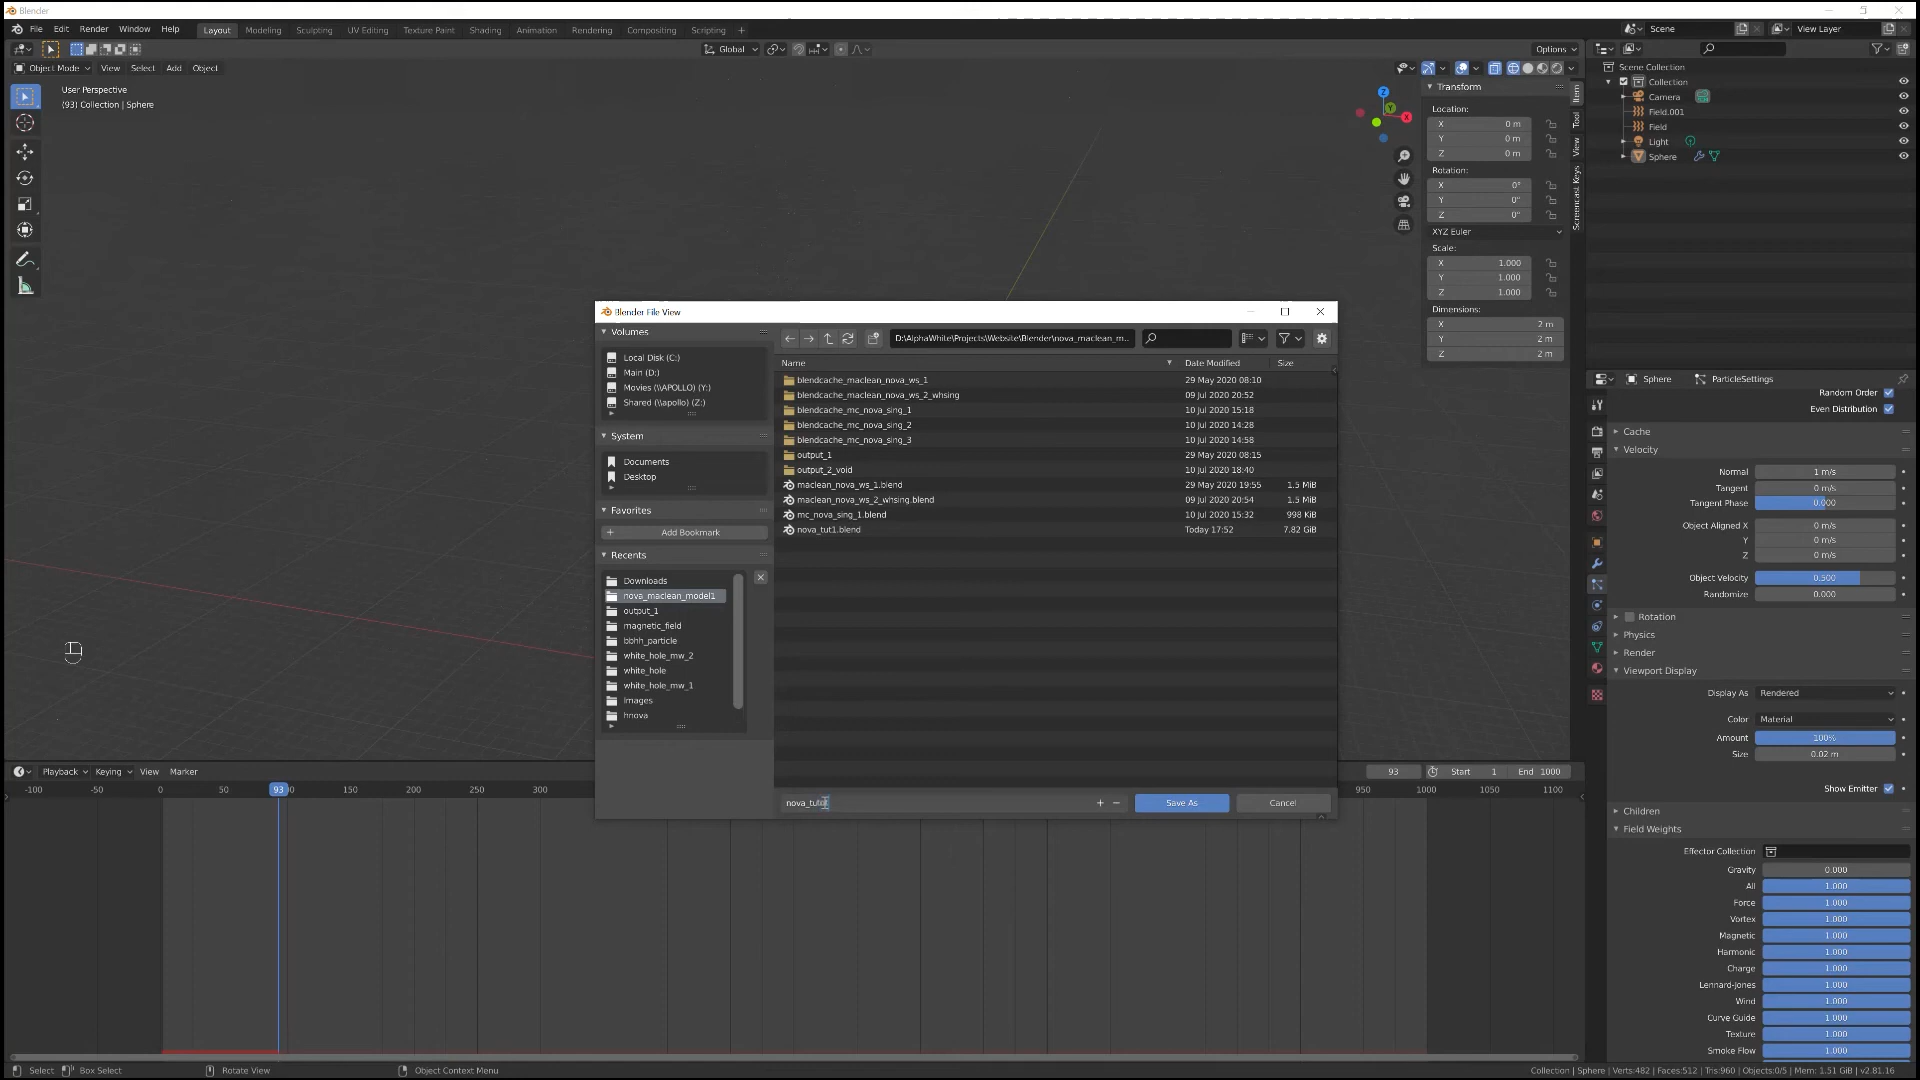 Blender
File Edit Render Window Help
Layout Modeling Sculpting UV Editing Texture Paint Shading Animation Rendering Compositing Scripting +
Scene View Layer
Global Options
Object Mode View Select Add Object
User Perspective
(93) Collection | Sphere
Z
Y
X
Transform
Location:
X 0 m
Y 0 m
Z 0 m
Rotation:
X 0°
Y 0°
Z 0°
XYZ Euler
Scale:
X 1.000
Y 1.000
Z 1.000
Dimensions:
X 2 m
Y 2 m
Z 2 m
Item
Tool
View
Screencast Keys
Scene Collection
Collection
Camera
Field.001
Field
Light
Sphere
Blender File View
Volumes
Local Disk (C:)
Main (D:)
Movies (\\APOLLO) (Y:)
Shared (\\apollo) (Z:)
System
Documents
Desktop
Favorites
+ Add Bookmark
Recents
Downloads
nova_maclean_model1
output_1
magnetic_field
bbhh_particle
white_hole_mw_2
white_hole
white_hole_mw_1
Images
hnova
D:\AlphaWhite\Projects\Website\Blender\nova_maclean_m...
Name Date Modified Size
blendcache_maclean_nova_ws_1 29 May 2020 08:10
blendcache_maclean_nova_ws_2_whsing 09 Jul 2020 20:52
blendcache_mc_nova_sing_1 10 Jul 2020 15:18
blendcache_mc_nova_sing_2 10 Jul 2020 14:28
blendcache_mc_nova_sing_3 10 Jul 2020 14:58
output_1 29 May 2020 08:15
output_2_void 10 Jul 2020 18:40
maclean_nova_ws_1.blend 29 May 2020 19:55 1.5 MiB
maclean_nova_ws_2_whsing.blend 09 Jul 2020 20:54 1.5 MiB
mc_nova_sing_1.blend 10 Jul 2020 15:32 998 KiB
nova_tut1.blend Today 17:52 7.82 GiB
+ − Save As Cancel
Sphere ParticleSettings
Random Order
Even Distribution
Cache
Velocity
Normal 1 m/s
Tangent 0 m/s
Tangent Phase 0.000
Object Aligned X 0 m/s
Y 0 m/s
Z 0 m/s
Object Velocity 0.500
Randomize 0.000
Rotation
Physics
Render
Viewport Display
Display As Rendered
Color Material
Amount 100%
Size 0.02 m
Show Emitter
Children
Field Weights
Effector Collection
Gravity 0.000
All 1.000
Force 1.000
Vortex 1.000
Magnetic 1.000
Harmonic 1.000
Charge 1.000
Lennard-Jones 1.000
Wind 1.000
Curve Guide 1.000
Texture 1.000
Smoke Flow 1.000
Playback Keying View Marker
93 Start 1 End 1000
-100 -50 0 50 93 150 200 250 300 950 1000 1050 1100
Select Box Select Rotate View Object Context Menu
Collection | Sphere | Verts:482 | Faces:512 | Tris:960 | Objects:0/5 | Mem: 1.51 GiB | v2.81.16